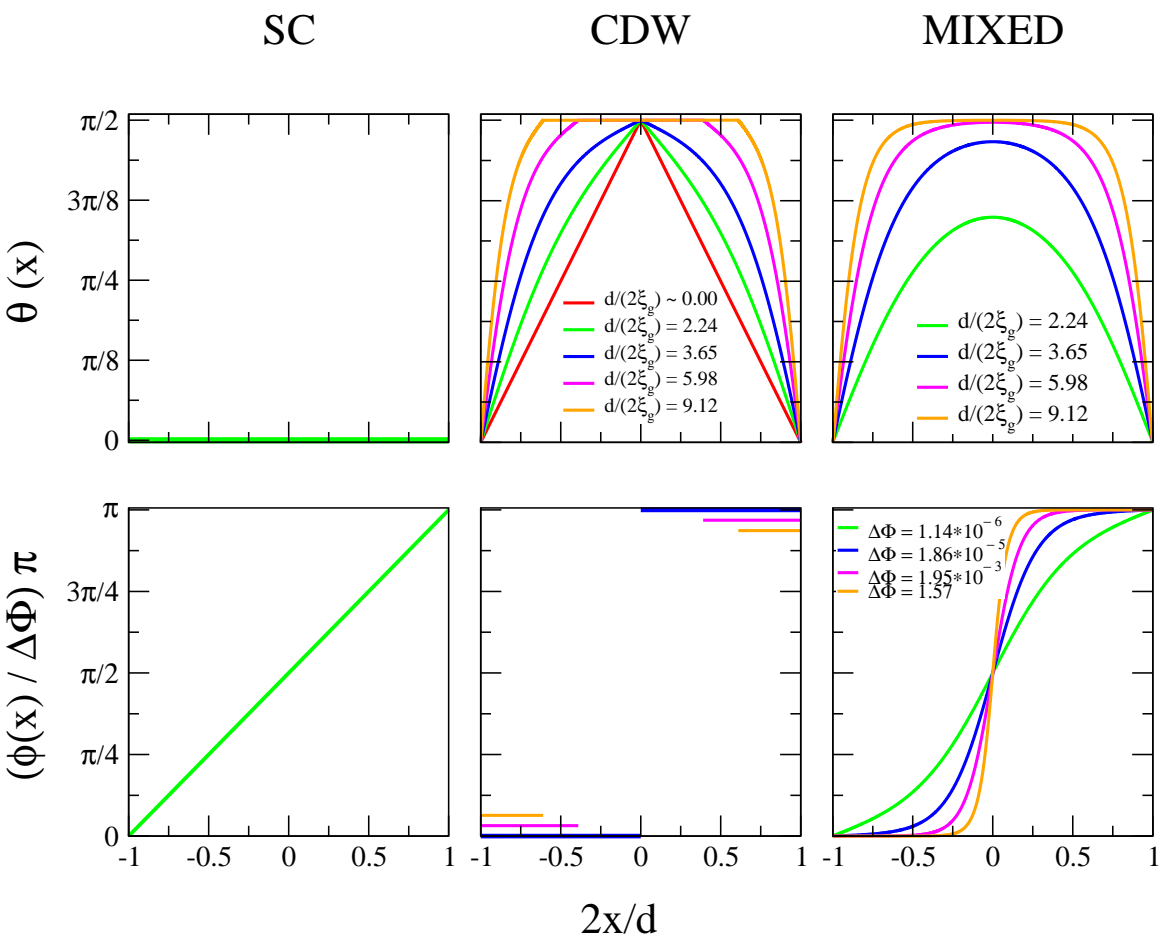 SC CDW MIXED
θ (x)
π/2
3π/8
π/4
π/8
0
d/(2ξg) ~ 0.00
d/(2ξg) = 2.24
d/(2ξg) = 3.65
d/(2ξg) = 5.98
d/(2ξg) = 9.12
d/(2ξg) = 2.24
d/(2ξg) = 3.65
d/(2ξg) = 5.98
d/(2ξg) = 9.12
(ϕ(x) / ΔΦ) π
π
3π/4
π/2
π/4
0
ΔΦ = 1.14*10⁻⁶
ΔΦ = 1.86*10⁻⁵
ΔΦ = 1.95*10⁻³
ΔΦ = 1.57
-1 -0.5 0 0.5 1 -1 -0.5 0 0.5 1 -1 -0.5 0 0.5 1
2x/d